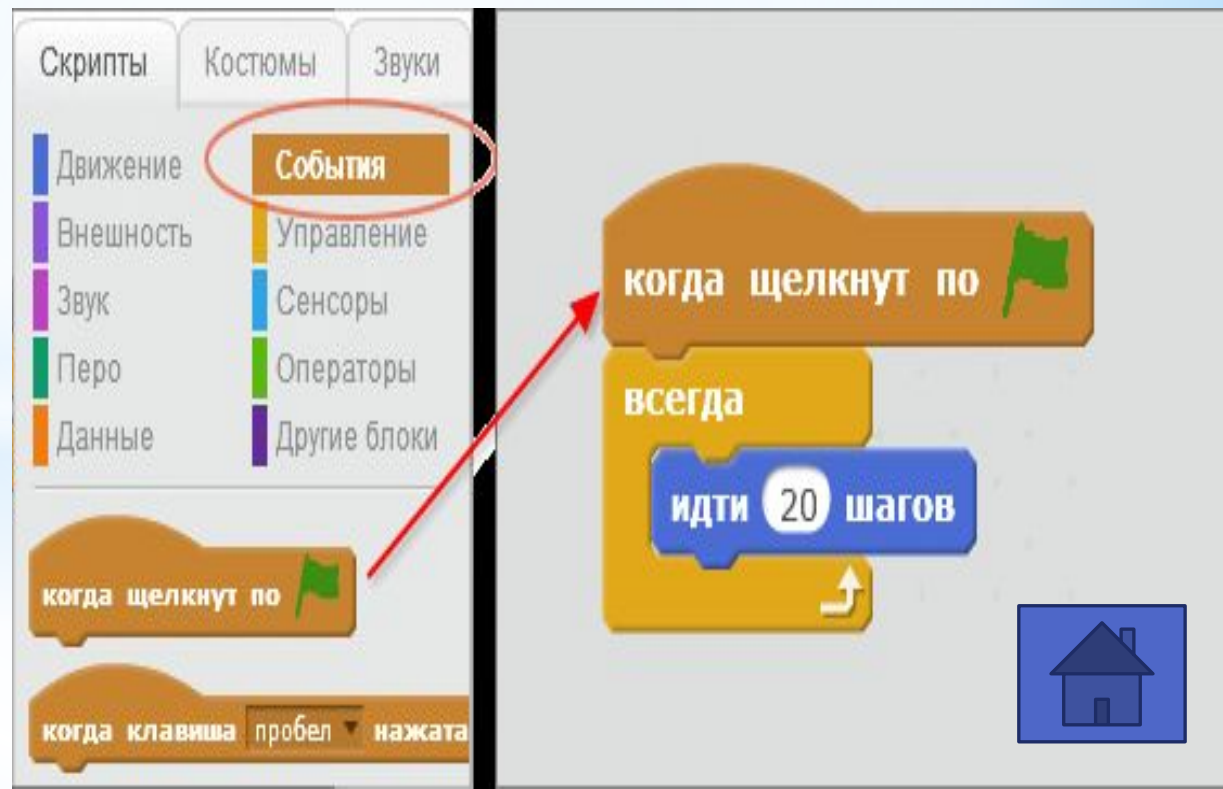 Скрипты Костюмы Звуки
Движение События
Внешность Управление
Звук Сенсоры
Перо Операторы
Данные Другие блоки
когда щелкнут по
когда клавиша пробел нажата
когда щелкнут по
всегда
идти 20 шагов